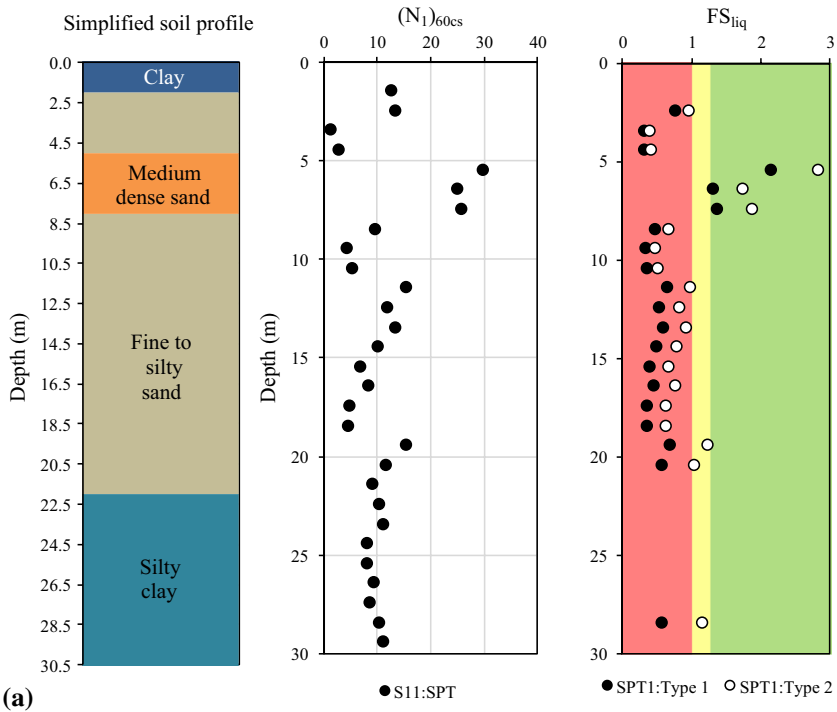 Simplified soil profile
Depth (m)
0.0
2.5
4.5
6.5
8.5
10.5
12.5
14.5
16.5
18.5
20.5
22.5
24.5
26.5
28.5
30.5
Clay
Medium
dense sand
Fine to
silty
sand
Silty
clay
(a)
(N1)60cs
0 10 20 30 40
Depth (m)
0
5
10
15
20
25
30
S11:SPT
FSliq
0 1 2 3
0
5
10
15
20
25
30
SPT1:Type 1 SPT1:Type 2